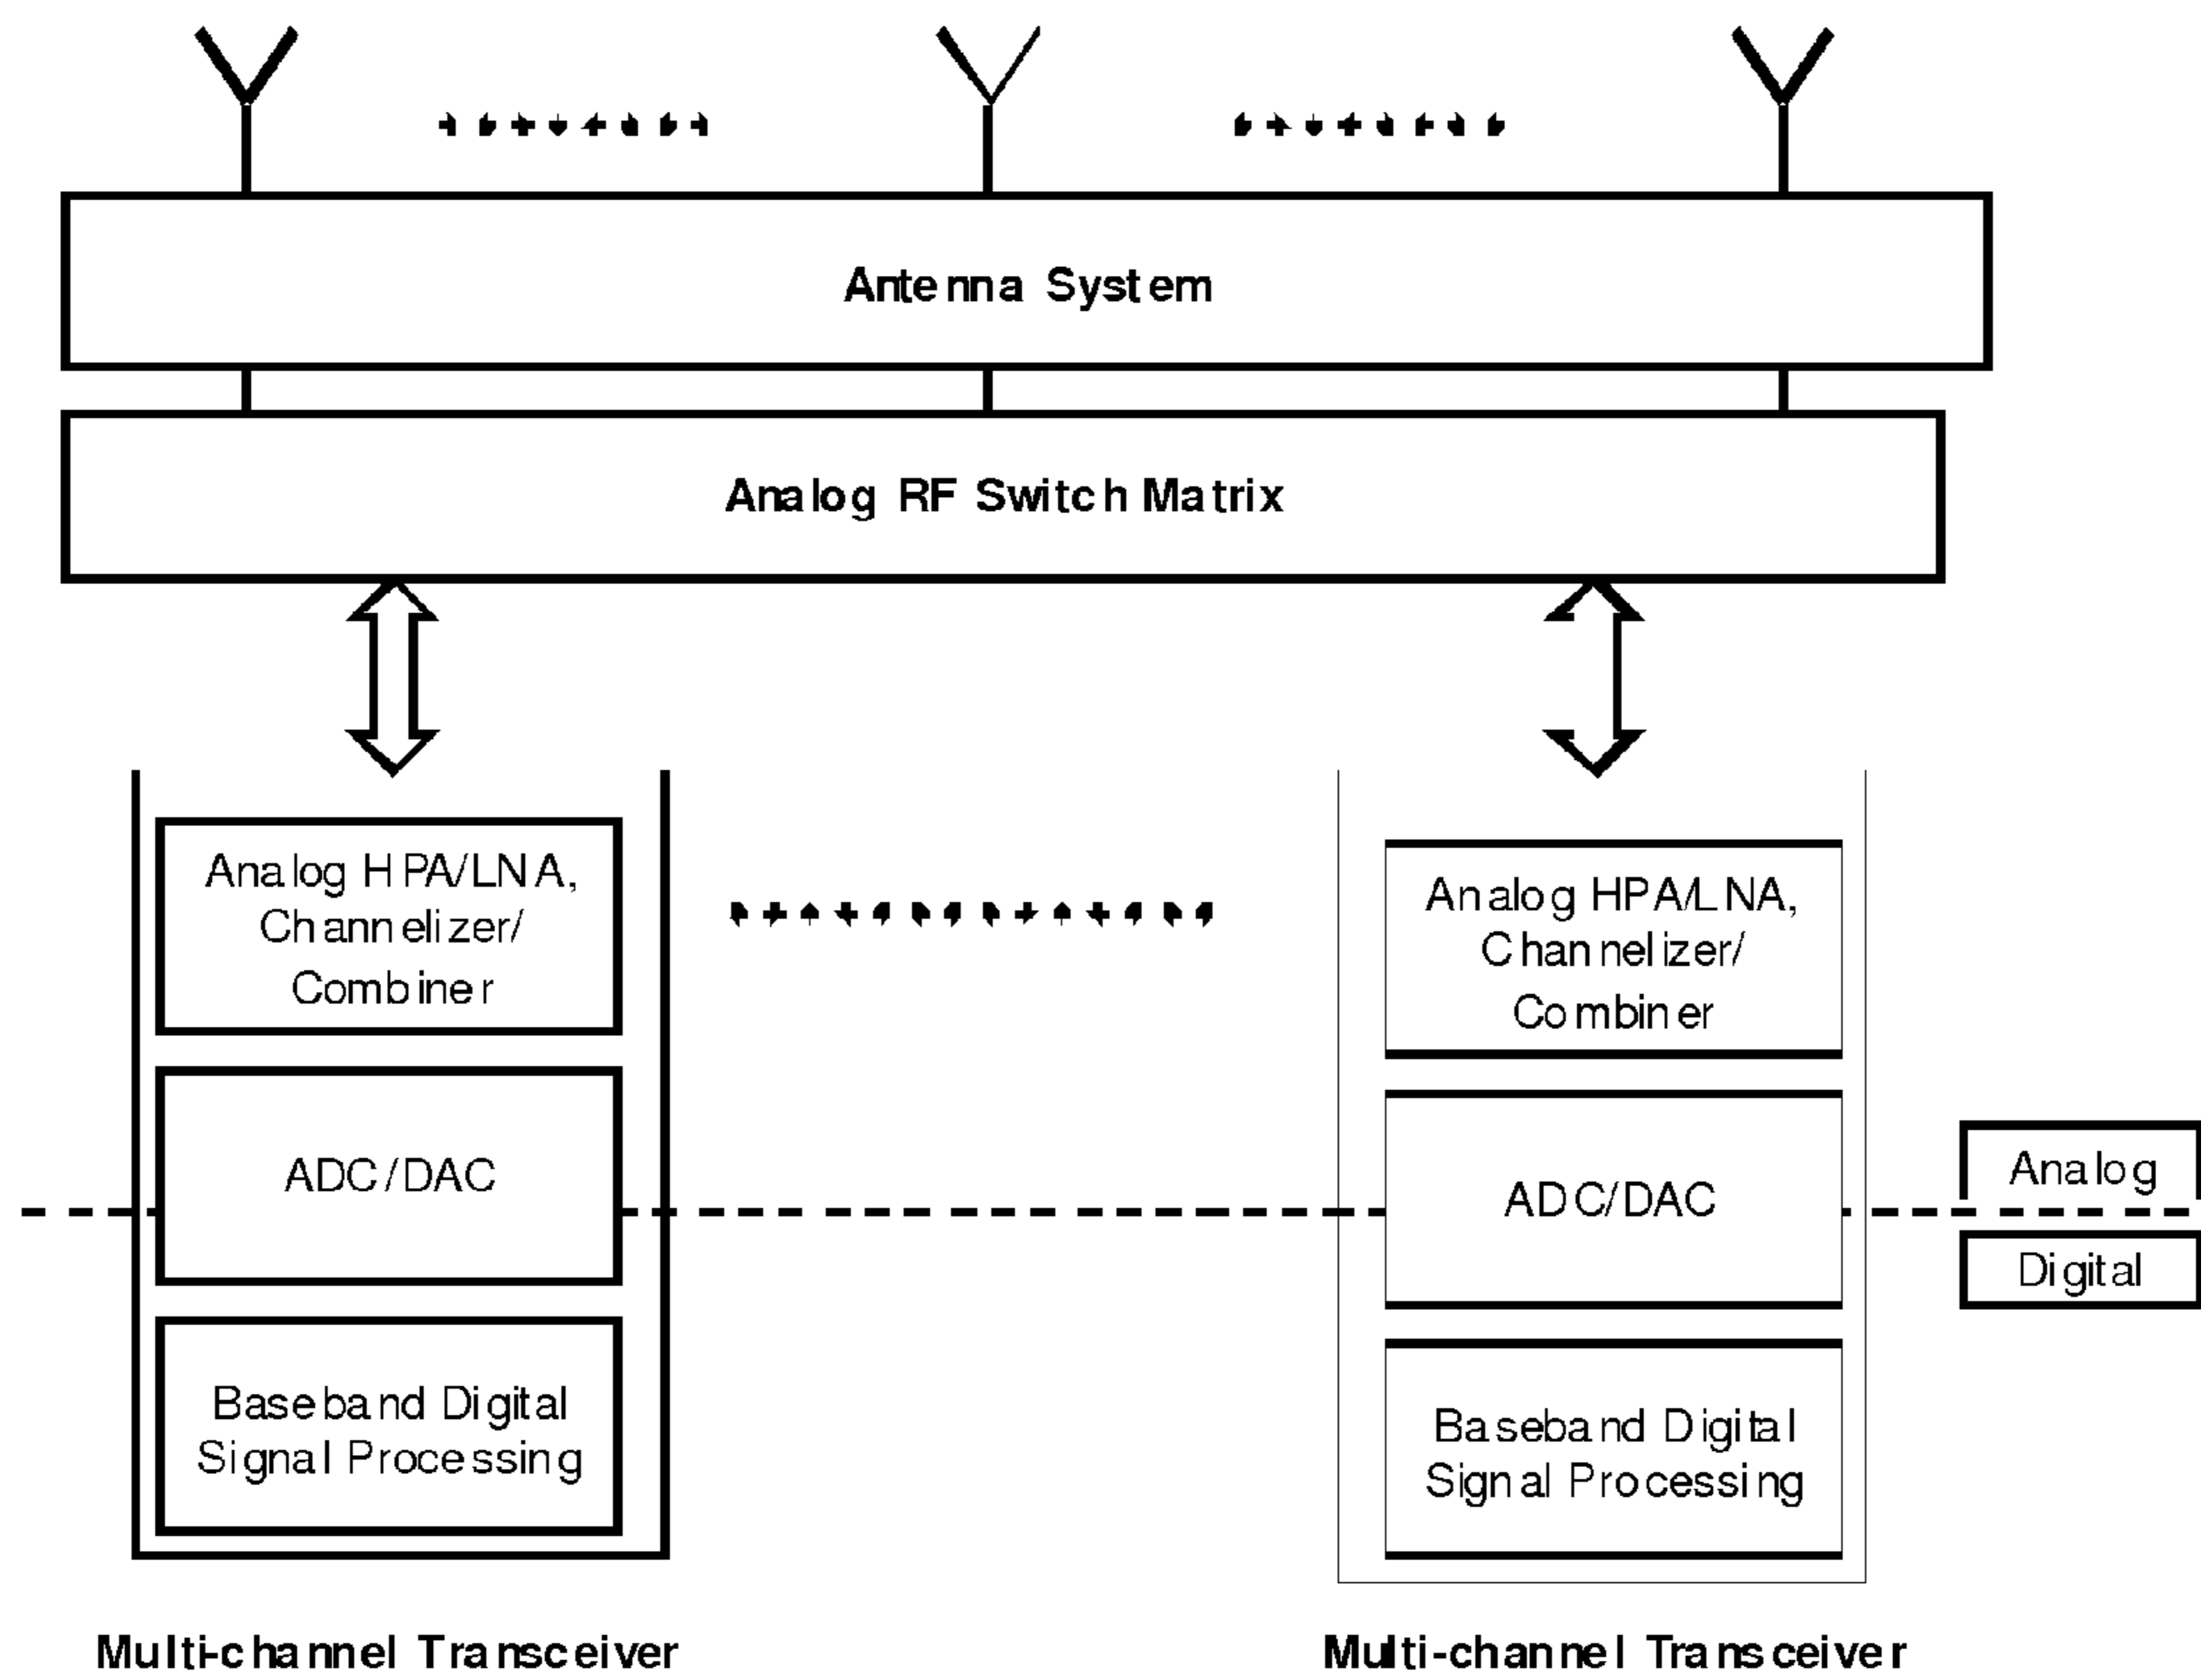 Antenna System
Analog RF Switch Matrix
Analog HPA/LNA,
Channelizer/
Combiner
Analog HPA/LNA,
Channelizer/
Combiner
ADC/DAC
ADC/DAC
Analog
Digital
Baseband Digital
Signal Processing
Baseband Digital
Signal Processing
Multi-channel Transceiver
Multi-channel Transceiver